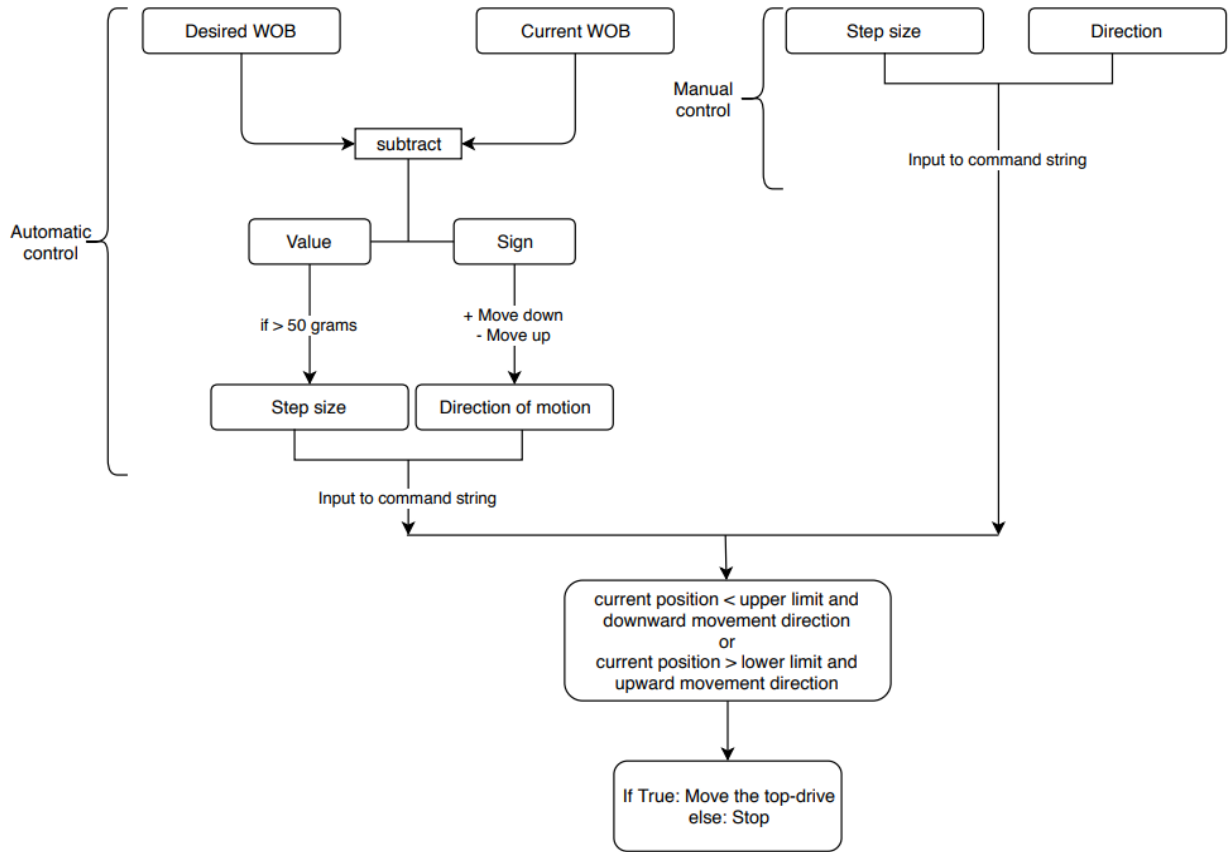 Desired WOB
Current WOB
Step size
Direction
Manual
control
subtract
Input to command string
Automatic
control
Value
Sign
if > 50 grams
+ Move down
- Move up
Step size
Direction of motion
Input to command string
current position < upper limit and
downward movement direction
or
current position > lower limit and
upward movement direction
If True: Move the top-drive
else: Stop